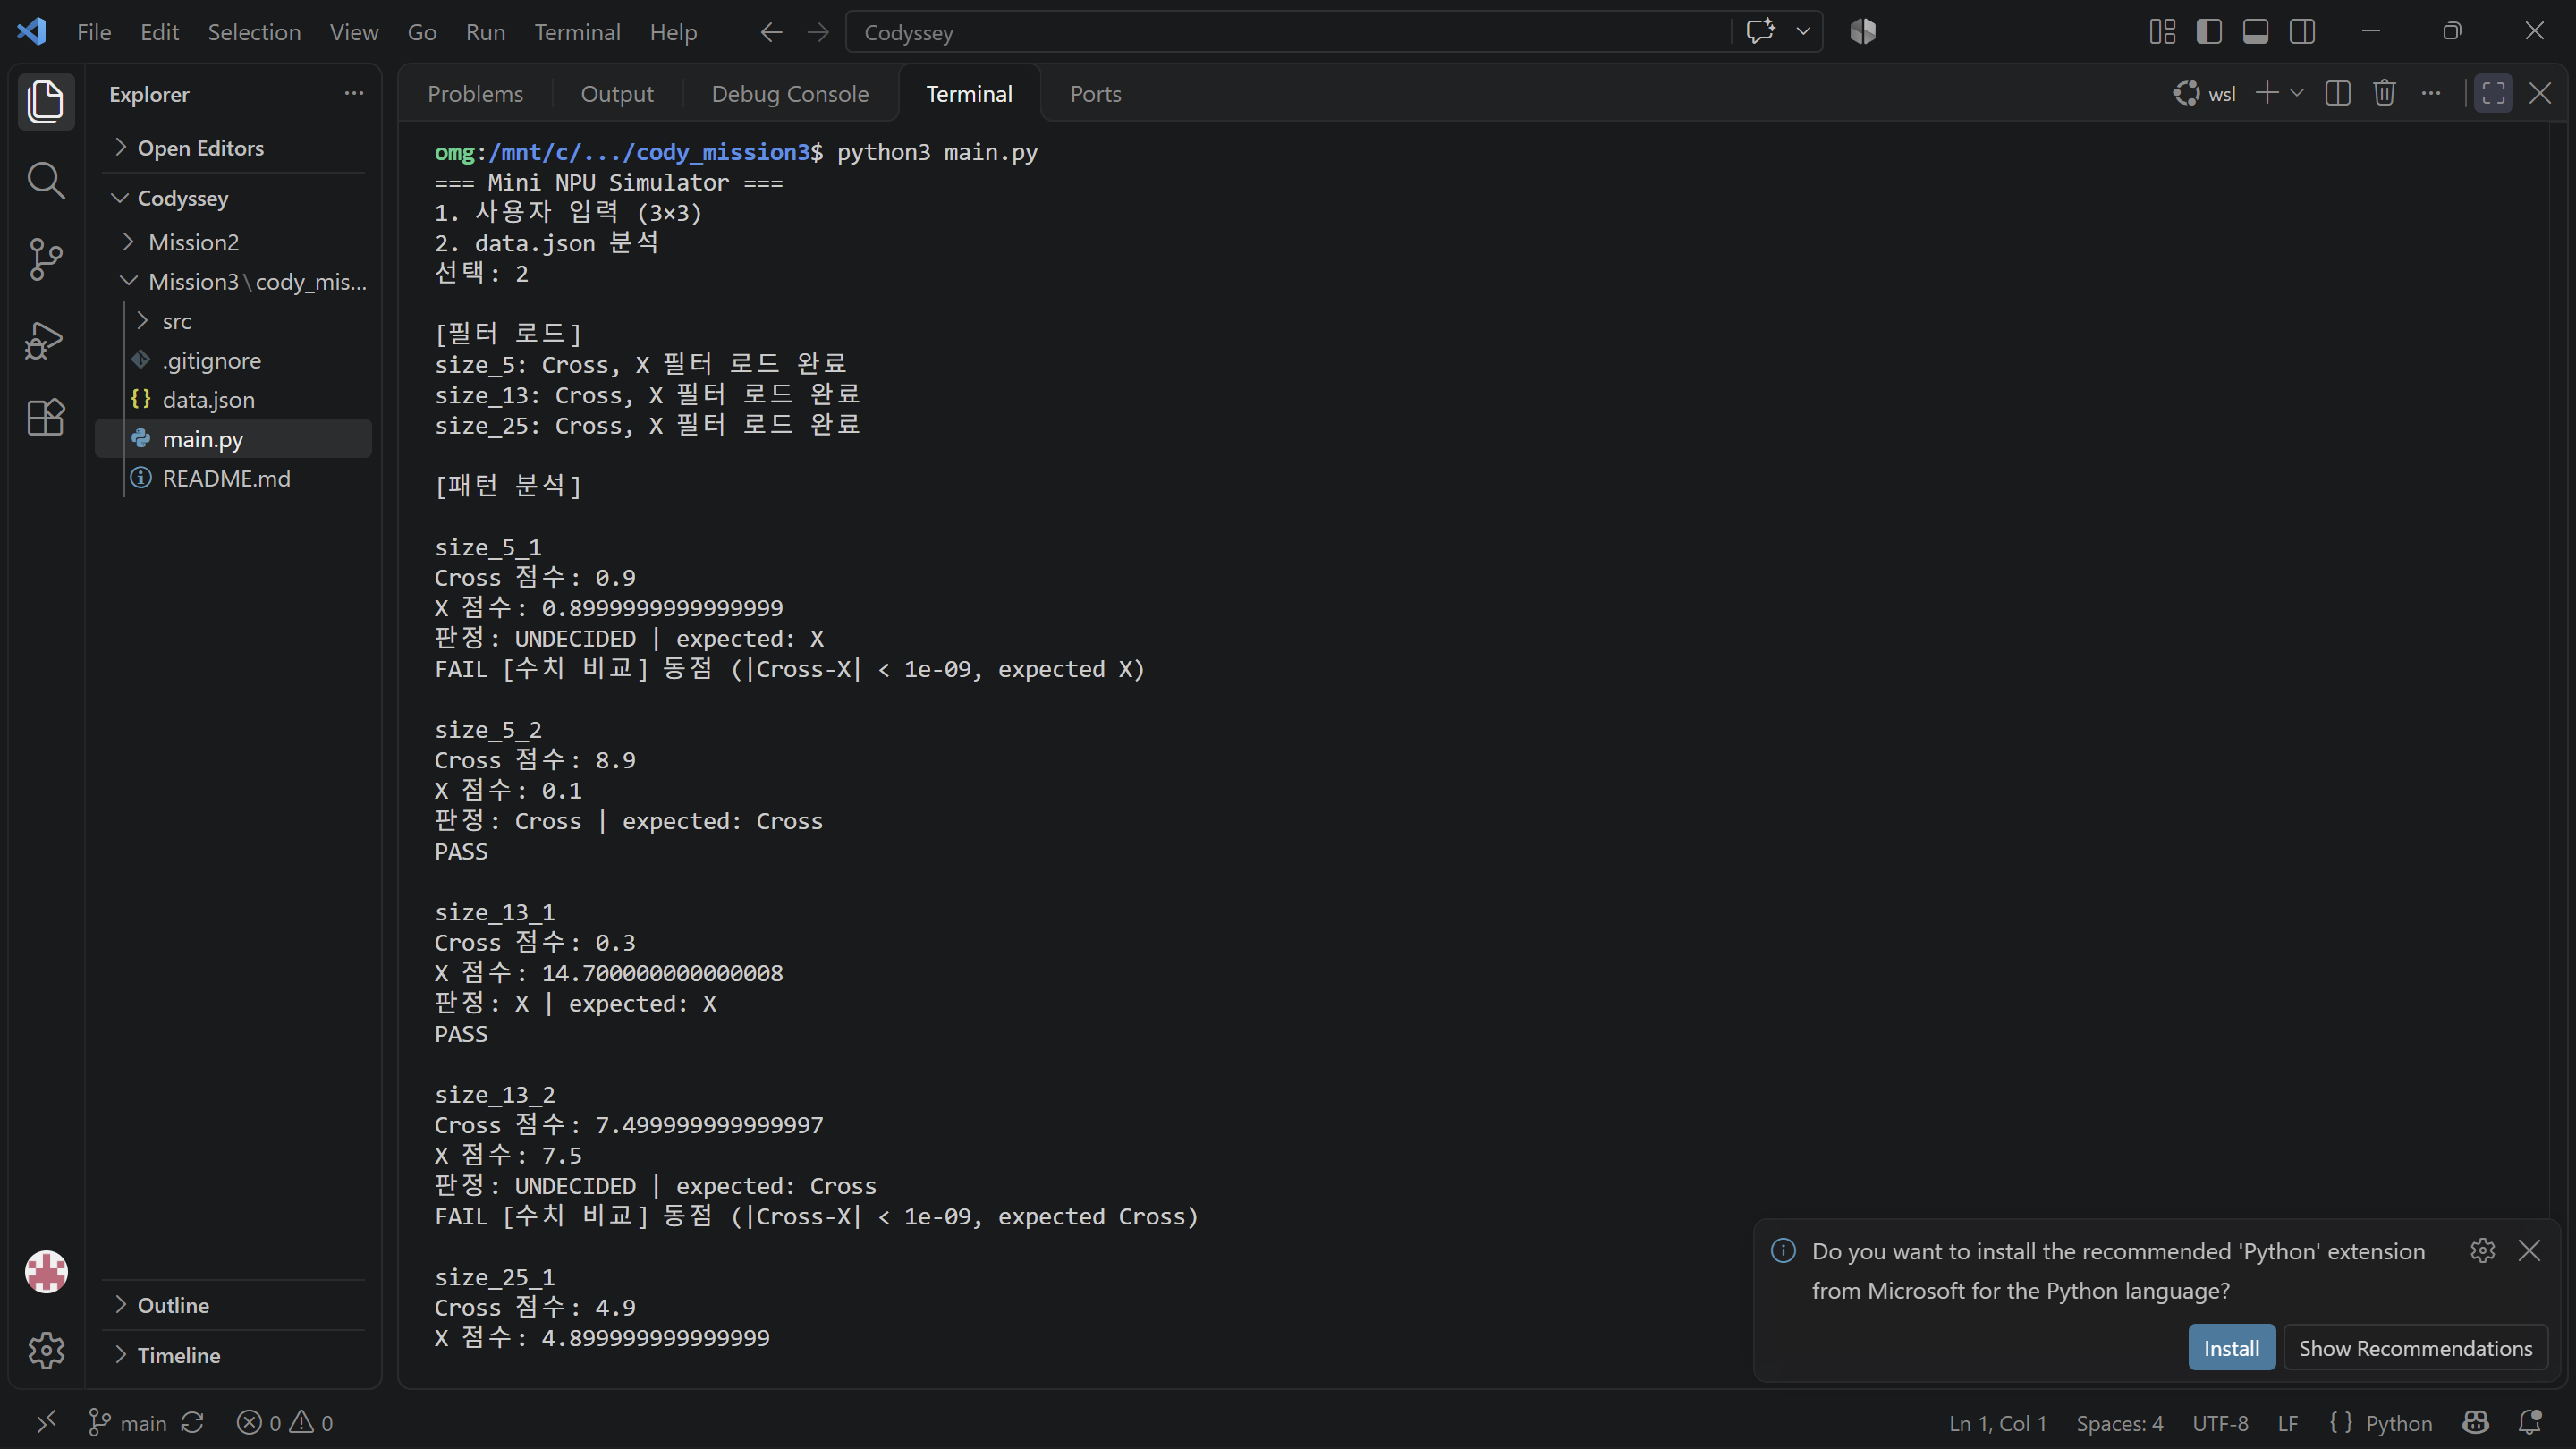 File Edit Selection View Go Run Terminal Help
Codyssey
Explorer
Open Editors
Codyssey
Mission2
Mission3\cody_mis...
src
.gitignore
data.json
main.py
README.md
Outline
Timeline
Problems Output Debug Console Terminal Ports
wsl
omg:/mnt/c/.../cody_mission3$ python3 main.py
=== Mini NPU Simulator ===
1. 사용자 입력 (3×3)
2. data.json 분석
선택: 2
[필터 로드]
size_5: Cross, X 필터 로드 완료
size_13: Cross, X 필터 로드 완료
size_25: Cross, X 필터 로드 완료
[패턴 분석]
size_5_1
Cross 점수: 0.9
X 점수: 0.8999999999999999
판정: UNDECIDED | expected: X
FAIL [수치 비교] 동점 (|Cross-X| < 1e-09, expected X)
size_5_2
Cross 점수: 8.9
X 점수: 0.1
판정: Cross | expected: Cross
PASS
size_13_1
Cross 점수: 0.3
X 점수: 14.700000000000008
판정: X | expected: X
PASS
size_13_2
Cross 점수: 7.499999999999997
X 점수: 7.5
판정: UNDECIDED | expected: Cross
FAIL [수치 비교] 동점 (|Cross-X| < 1e-09, expected Cross)
size_25_1
Cross 점수: 4.9
X 점수: 4.899999999999999
Do you want to install the recommended 'Python' extension
from Microsoft for the Python language?
Install Show Recommendations
main 0 0 Ln 1, Col 1 Spaces: 4 UTF-8 LF { } Python